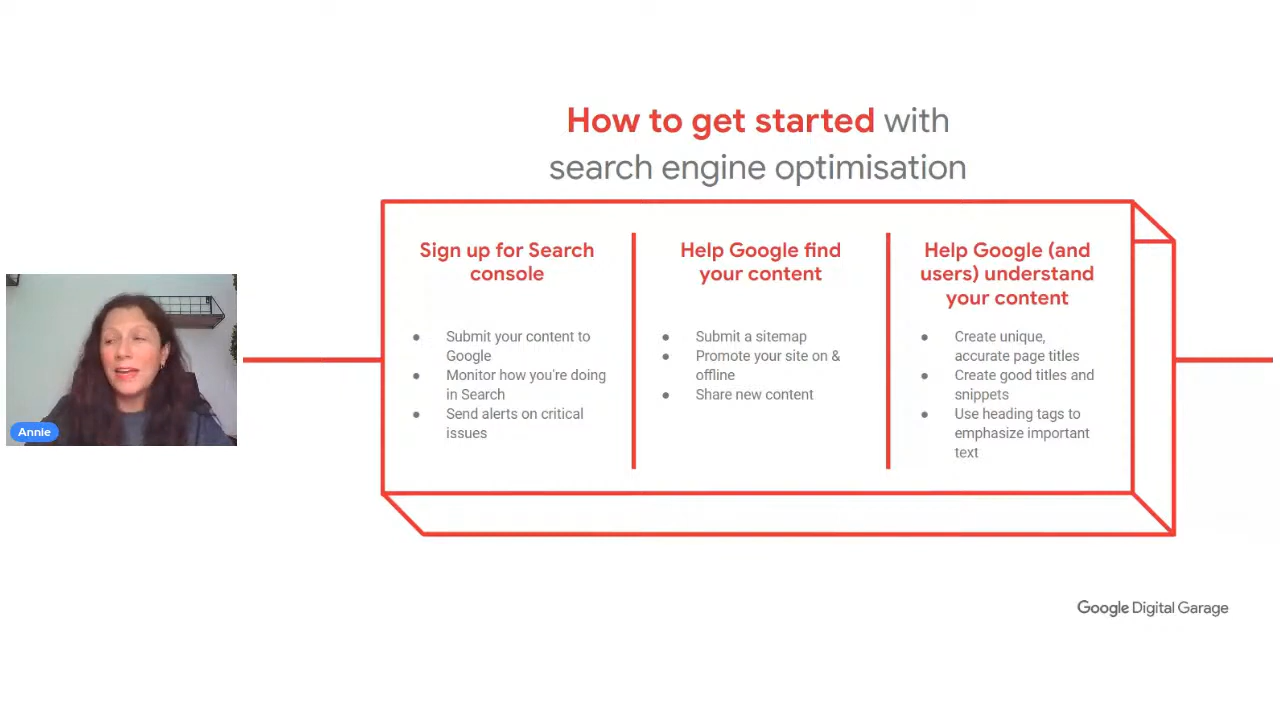 How to get started with
search engine optimisation
Sign up for Search
console
● Submit your content to
Google
● Monitor how you're doing
in Search
● Send alerts on critical
issues
Help Google find
your content
● Submit a sitemap
● Promote your site on &
offline
● Share new content
Help Google (and
users) understand
your content
● Create unique,
accurate page titles
● Create good titles and
snippets
● Use heading tags to
emphasize important
text
Annie
Google Digital Garage